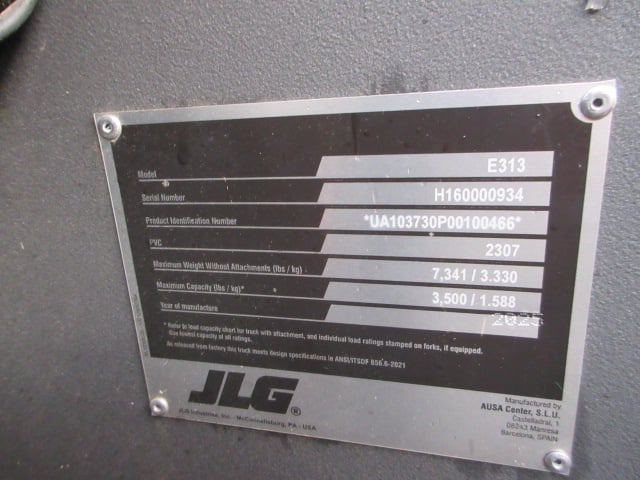 Model E313
Serial Number H160000934
Product Identification Number *UA103730P00100466*
PVC 2307
Maximum Weight Without Attachments (lbs / kg) 7,341 / 3.330
Maximum Capacity (lbs / kg)* 3,500 / 1.588
Year of manufacture 2025
* Refer to load capacity chart for truck with attachment, and individual load ratings stamped on forks, if equipped.
Use lowest capacity of all ratings.
As released from factory this truck meets design specifications in ANSI/ITSDF B56.6-2021
JLG®
JLG Industries, Inc. - McConnellsburg, PA - USA
Manufactured by
AUSA Center, S.L.U.
Castelladral, 1
08243 Manresa
Barcelona, SPAIN